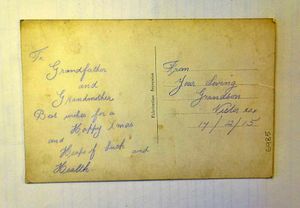 To
Grandfather
and
Grandmother
Best wishes for a
Happy Xmas
and
Heaps of Luck and
Health
From
Your loving
Grandson
17/12/15